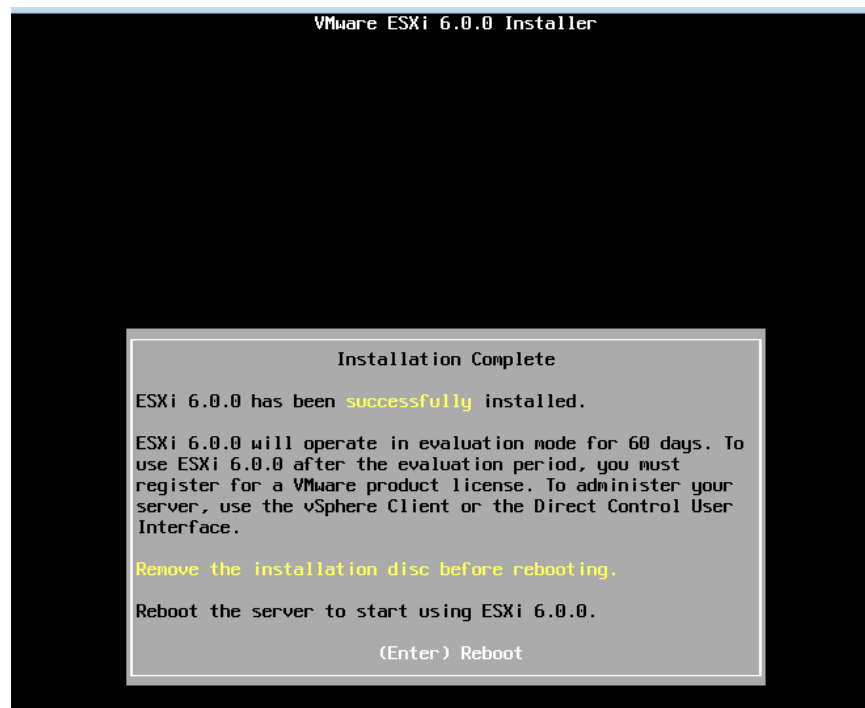 VMware ESXi 6.0.0 Installer
Installation Complete
ESXi 6.0.0 has been successfully installed.
ESXi 6.0.0 will operate in evaluation mode for 60 days. To
use ESXi 6.0.0 after the evaluation period, you must
register for a VMware product license. To administer your
server, use the vSphere Client or the Direct Control User
Interface.
Remove the installation disc before rebooting.
Reboot the server to start using ESXi 6.0.0.
(Enter) Reboot